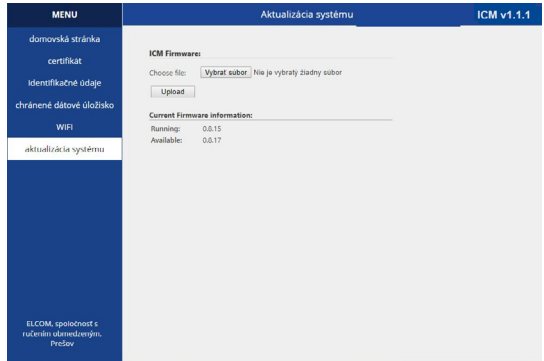 MENU
Aktualizácia systému
ICM v1.1.1
domovská stránka
certifikát
identifikačné údaje
chránené dátové úložisko
WIFI
aktualizácia systému
ICM Firmware:
Choose file: Vybrať súbor Nie je vybratý žiadny súbor
Upload
Current Firmware information:
Running: 0.8.15
Available: 0.8.17
ELCOM, spoločnosť s
ručením obmedzeným,
Prešov